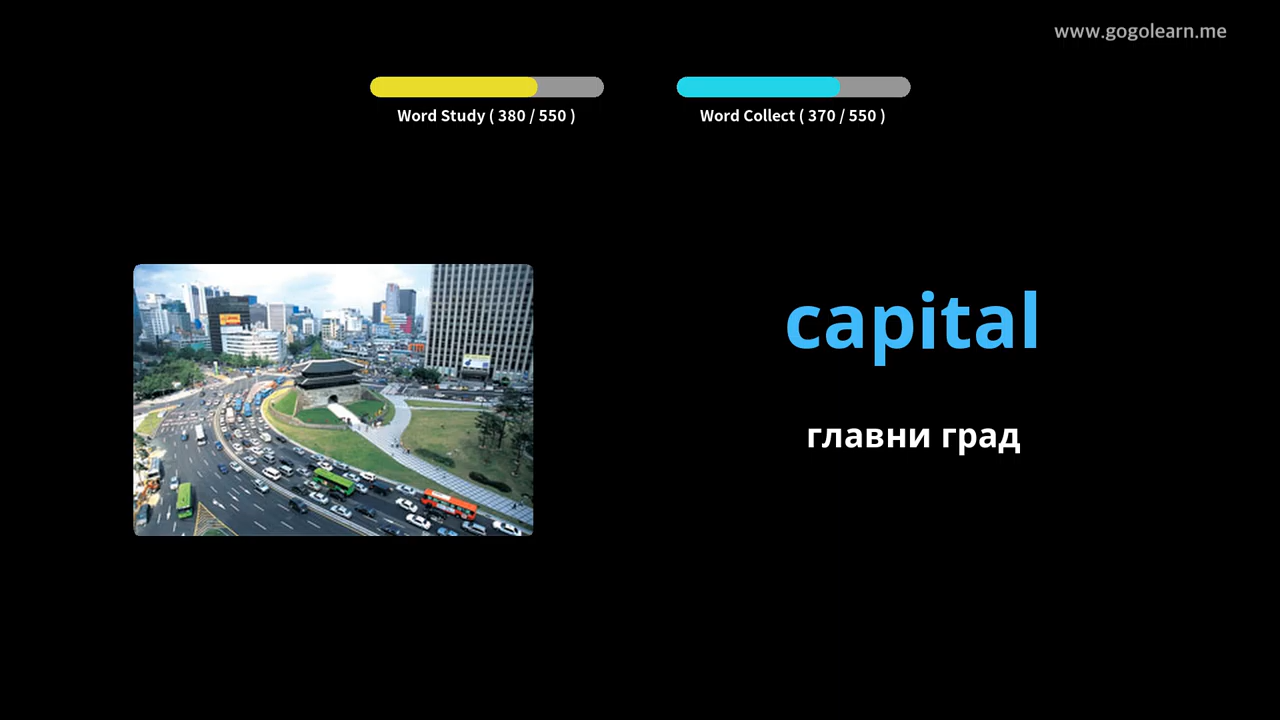 www.gogolearn.me
Word Study ( 380 / 550 )
Word Collect ( 370 / 550 )
capital
главни град